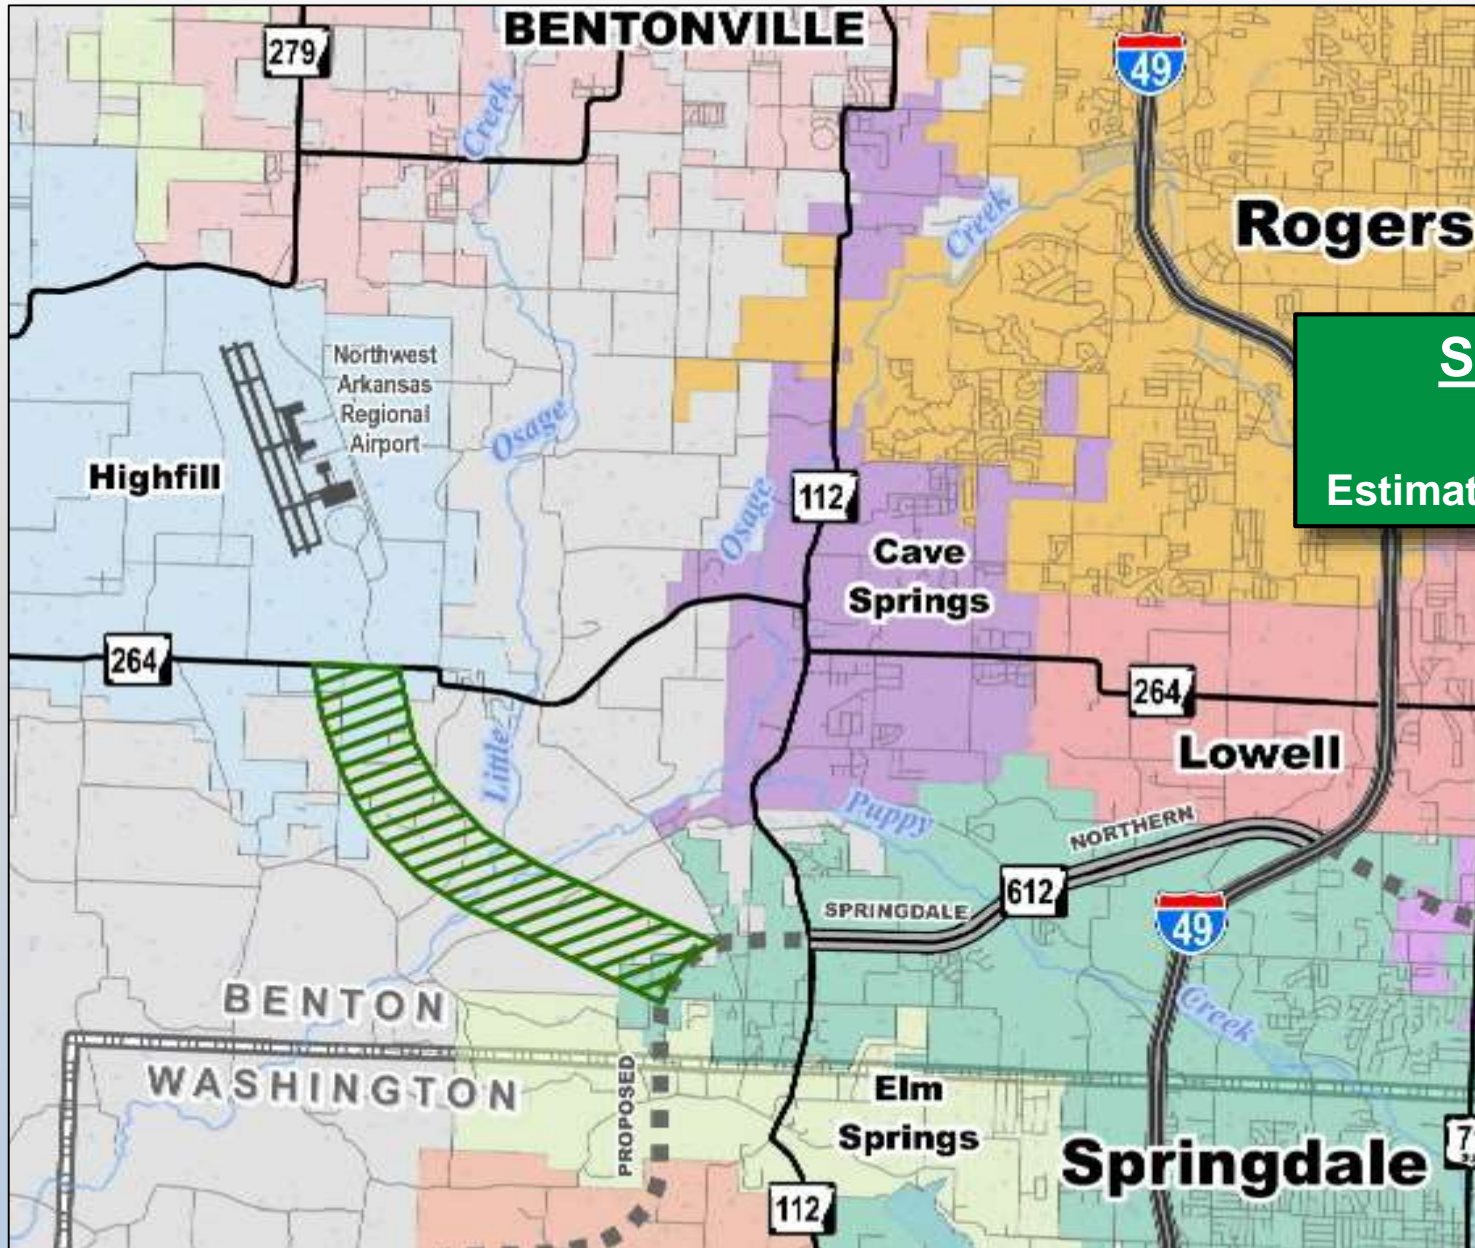 BENTONVILLE
279
49
Creek
Rogers
Creek
S
Northwest
Arkansas
Regional
Airport
Osage
Highfill
Estimat
112
Osage
Cave
Springs
264
264
Lowell
Little
Puppy
NORTHERN
612
SPRINGDALE
49
BENTON
Creek
WASHINGTON
PROPOSED
Elm
Springs
Springdale
7
112